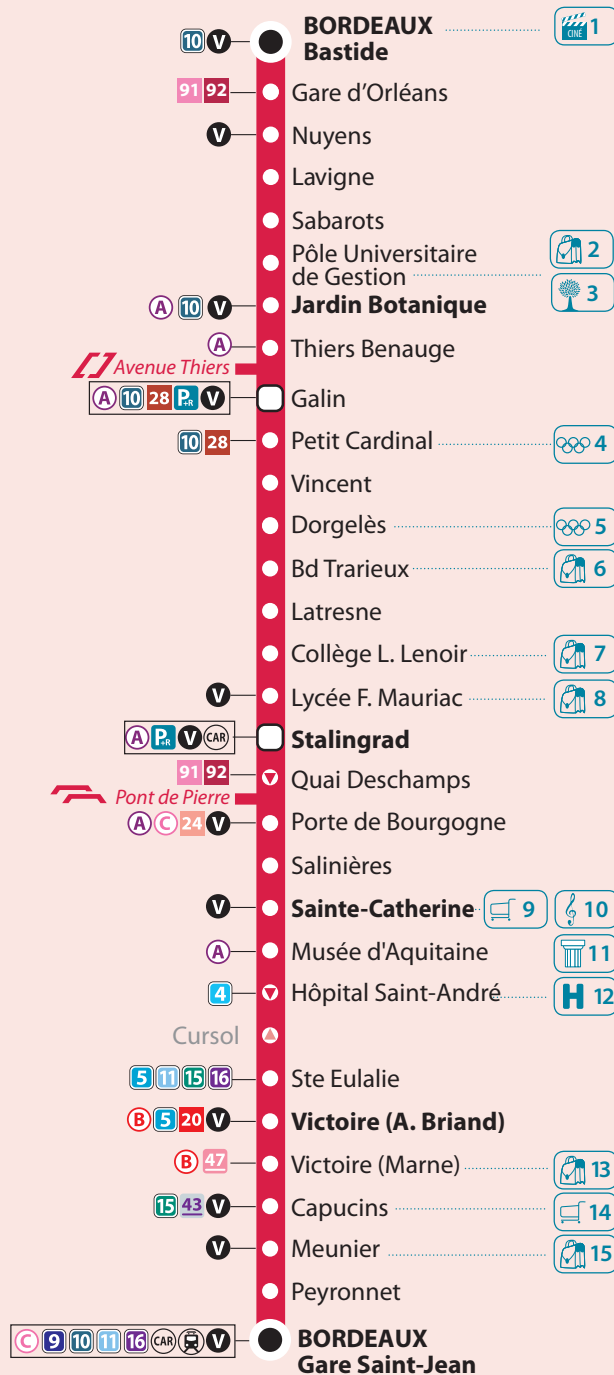 10 V BORDEAUX CINÉ 1
Bastide
91 92 Gare d'Orléans
V Nuyens
Lavigne
Sabarots
Pôle Universitaire 2
de Gestion 3
A 10 V Jardin Botanique
A Thiers Benauge
Avenue Thiers
A 10 28 P+R V Galin
10 28 Petit Cardinal 4
Vincent
Dorgelès 5
Bd Trarieux 6
Latresne
Collège L. Lenoir 7
V Lycée F. Mauriac 8
A P+R V CAR Stalingrad
91 92 Quai Deschamps
Pont de Pierre
A C 24 V Porte de Bourgogne
Salinières
V Sainte-Catherine 9 10
A Musée d'Aquitaine 11
4 Hôpital Saint-André H 12
Cursol
5 11 15 16 Ste Eulalie
B 5 20 V Victoire (A. Briand)
B 47 Victoire (Marne) 13
15 43 V Capucins 14
V Meunier 15
Peyronnet
C 9 10 11 16 CAR V BORDEAUX
Gare Saint-Jean